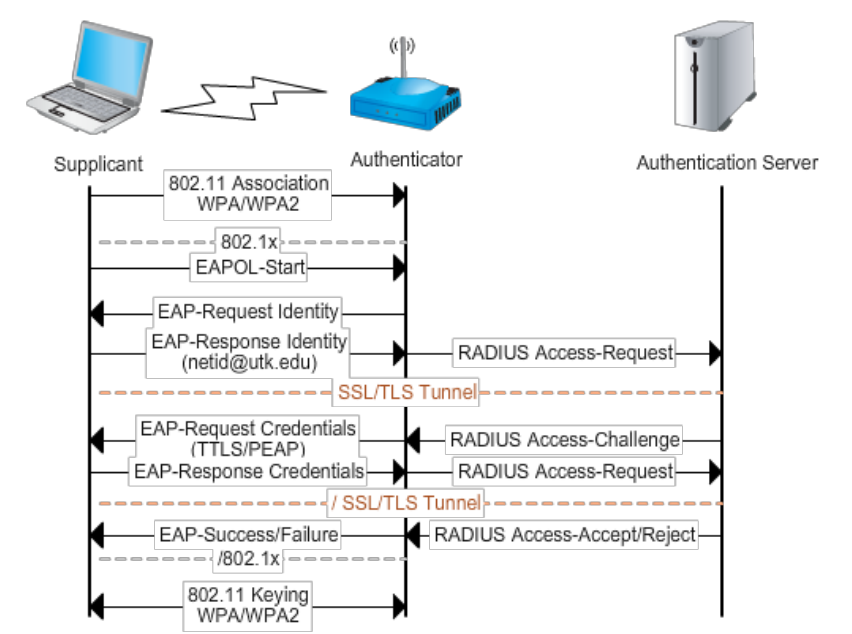 Supplicant
Authenticator
Authentication Server
802.11 Association
WPA/WPA2
802.1x
EAPOL-Start
EAP-Request Identity
EAP-Response Identity
(netid@utk.edu)
RADIUS Access-Request
SSL/TLS Tunnel
EAP-Request Credentials
(TTLS/PEAP)
RADIUS Access-Challenge
EAP-Response Credentials
RADIUS Access-Request
/ SSL/TLS Tunnel
EAP-Success/Failure
RADIUS Access-Accept/Reject
/802.1x
802.11 Keying
WPA/WPA2